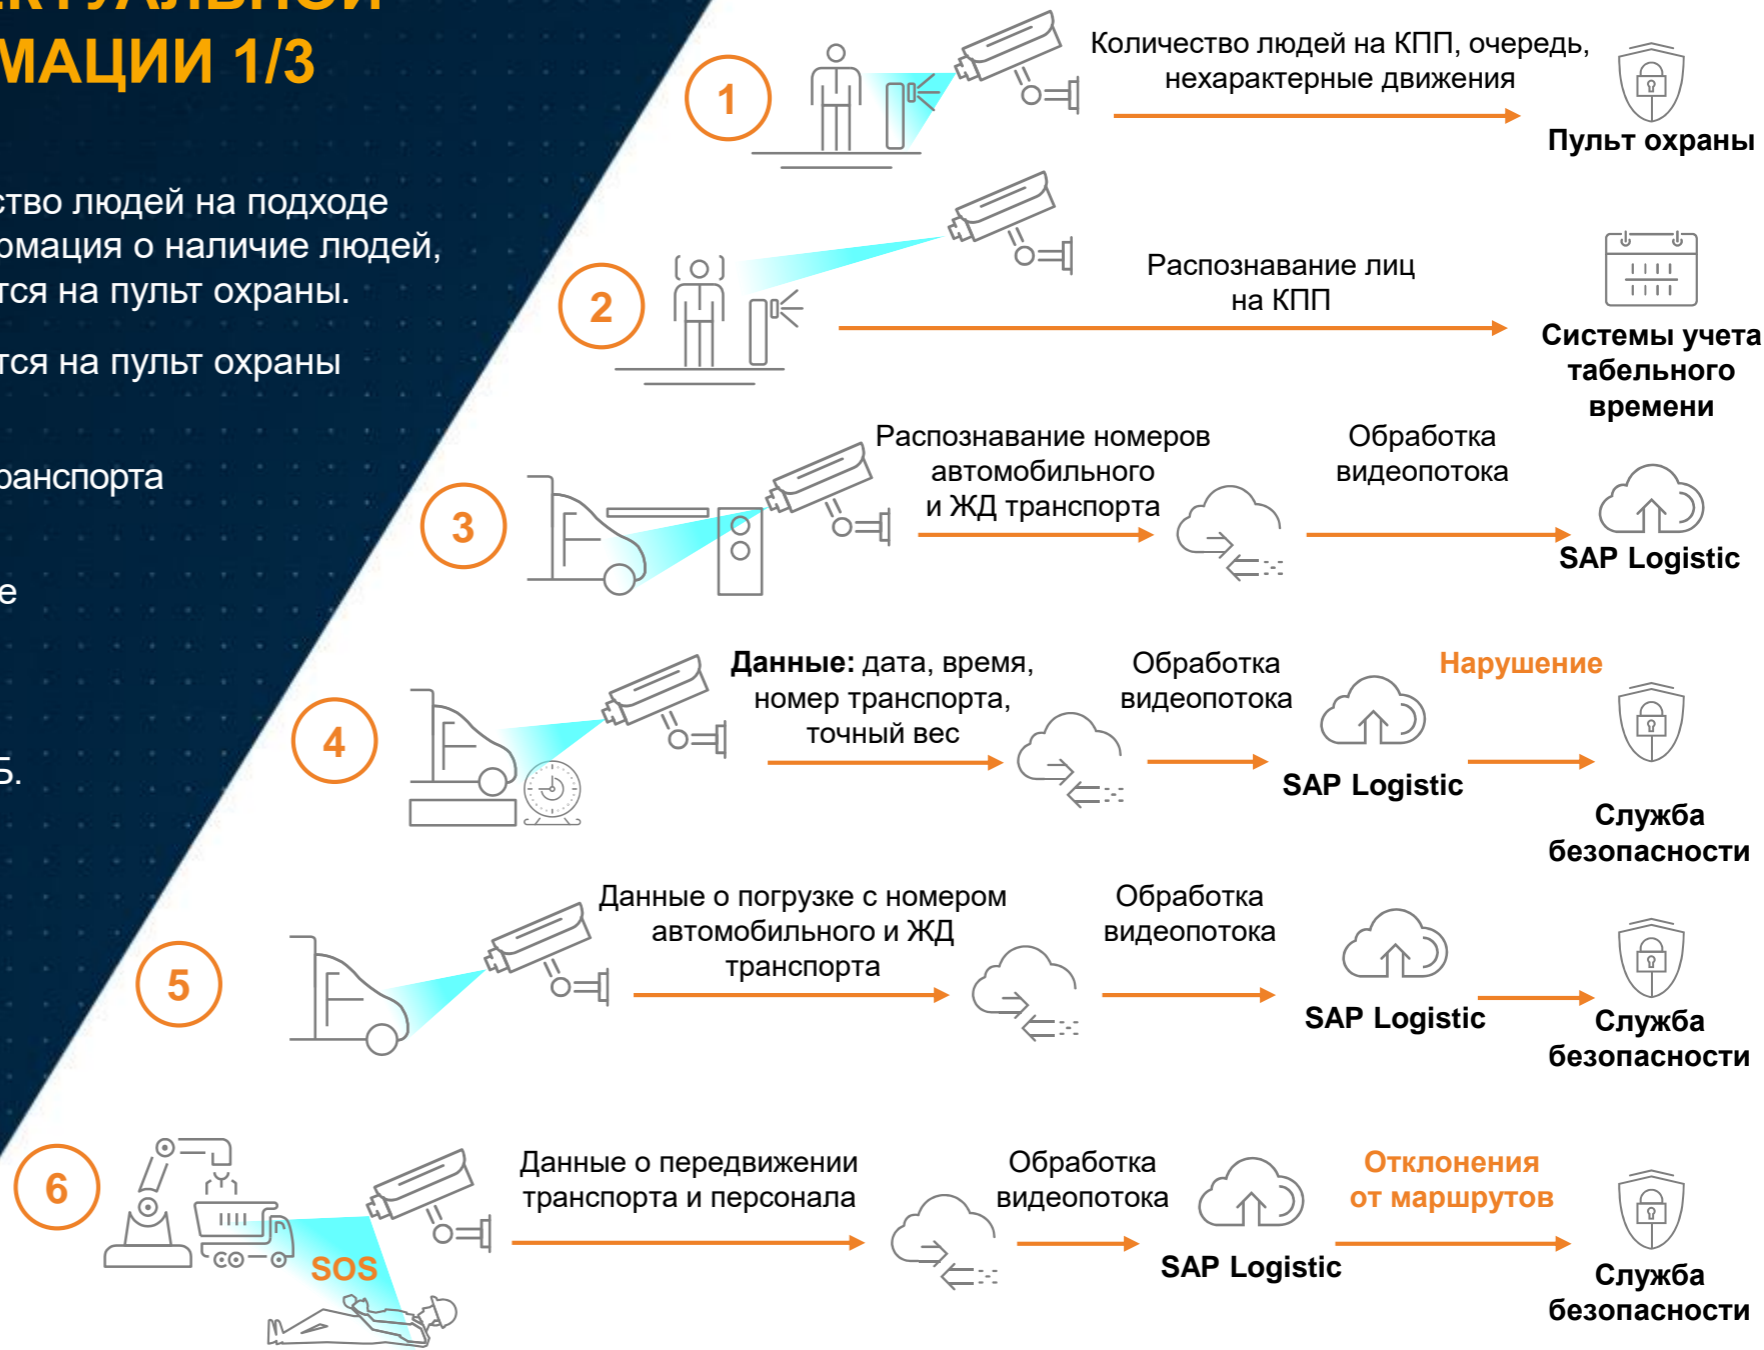 МАЦИИ 1/3
ство людей на подходе
рмация о наличие людей,
тся на пульт охраны.
тся на пульт охраны
ранспорта
е
Б.
1
Количество людей на КПП, очередь,
нехарактерные движения
Пульт охраны
2
Распознавание лиц
на КПП
Системы учета
табельного
времени
3
Распознавание номеров
автомобильного
и ЖД транспорта
Обработка
видеопотока
SAP Logistic
4
Данные: дата, время,
номер транспорта,
точный вес
Обработка
видеопотока
SAP Logistic
Нарушение
Служба
безопасности
5
Данные о погрузке с номером
автомобильного и ЖД
транспорта
Обработка
видеопотока
SAP Logistic
Служба
безопасности
6
SOS
Данные о передвижении
транспорта и персонала
Обработка
видеопотока
SAP Logistic
Отклонения
от маршрутов
Служба
безопасности